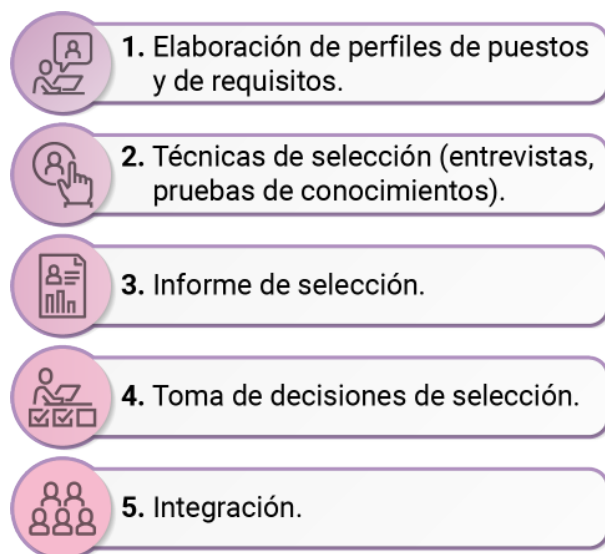 1. Elaboración de perfiles de puestos
y de requisitos.
2. Técnicas de selección (entrevistas,
pruebas de conocimientos).
3. Informe de selección.
4. Toma de decisiones de selección.
5. Integración.